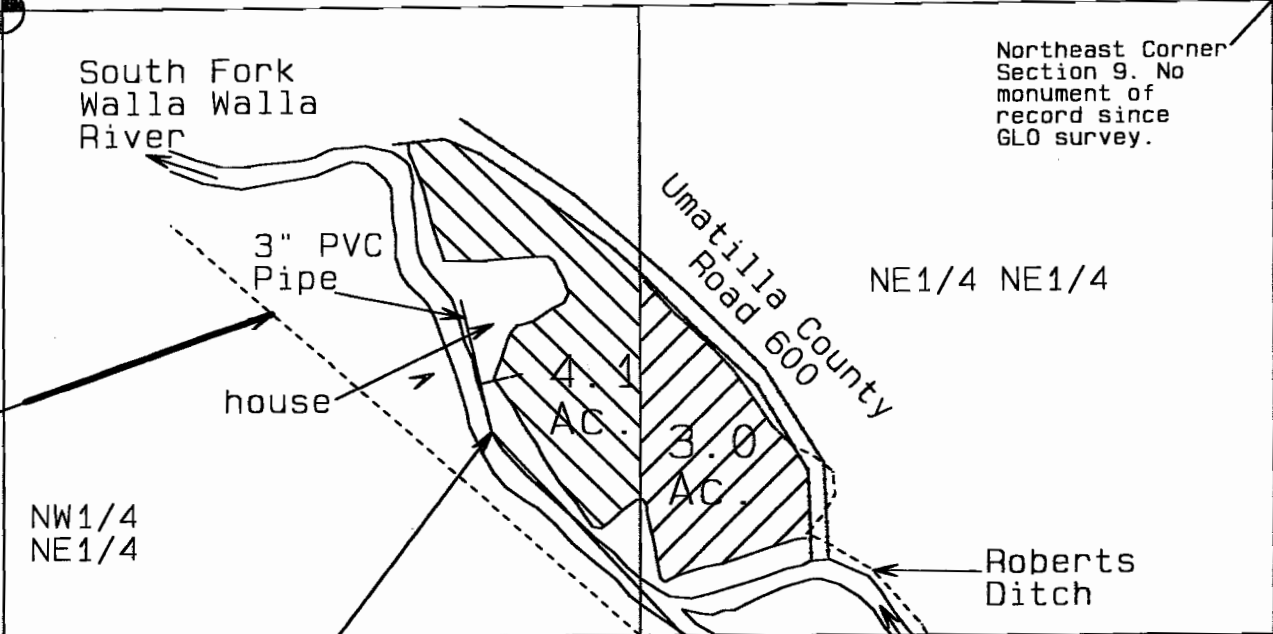 South Fork
Walla Walla
River
Northeast Corner
Section 9. No
monument of
record since
GLO survey.
3" PVC
Pipe
Umatilla County
Road 600
NE1/4 NE1/4
house
4.1
AC.
3.0
AC.
NW1/4
NE1/4
Roberts
Ditch